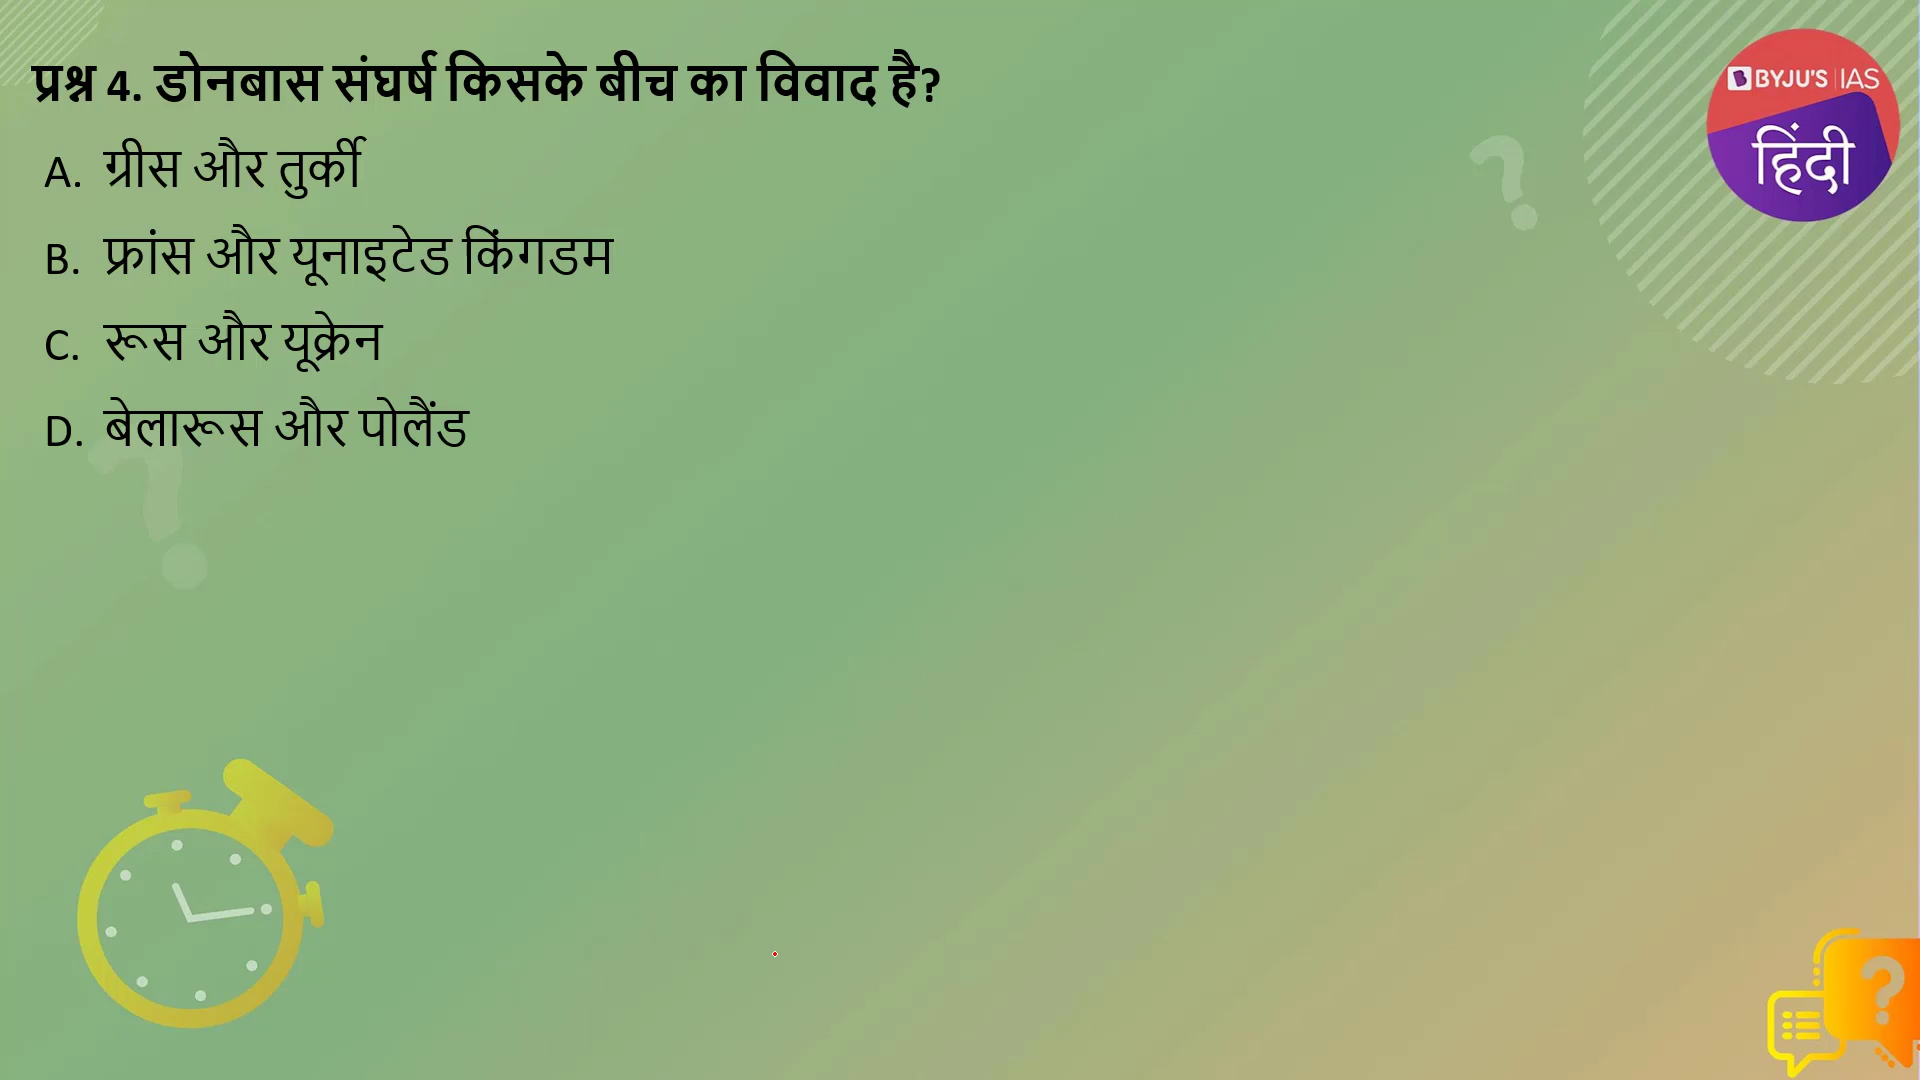 प्रश्न 4. डोनबास संघर्ष किसके बीच का विवाद है?
A. ग्रीस और तुर्की
B. फ्रांस और यूनाइटेड किंगडम
C. रूस और यूक्रेन
D. बेलारूस और पोलैंड
BYJU'S | IAS
हिंदी